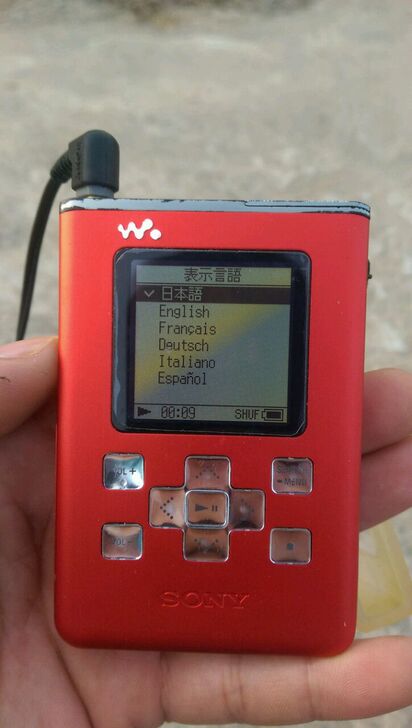 表示言語
日本語
English
Français
Deutsch
Italiano
Español
00:09 SHUF
VOL +
MENU
VOL-
SONY